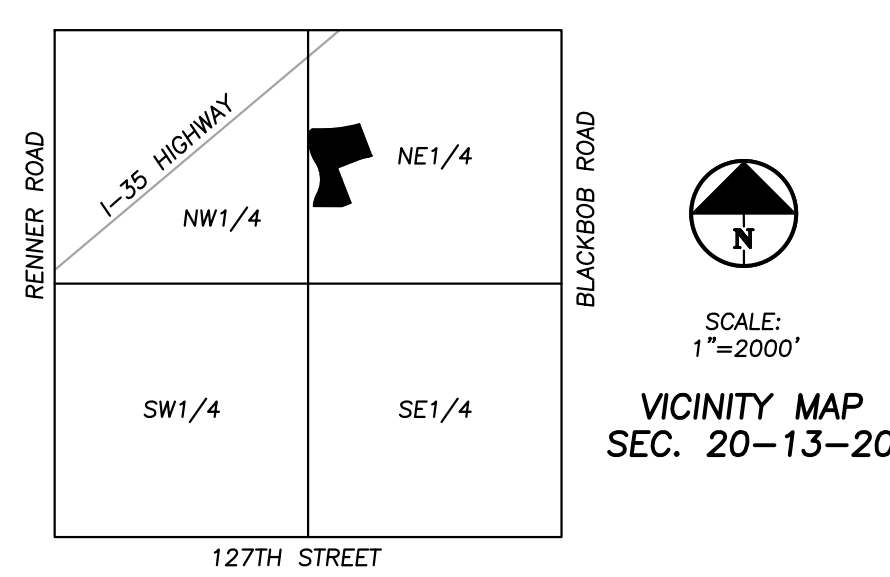 I-35 HIGHWAY
RENNER ROAD
NW1/4
NE1/4
BLACKBOB ROAD
N
SCALE:
1"=2000'
SW1/4
SE1/4
VICINITY MAP
SEC. 20-13-20
127TH STREET